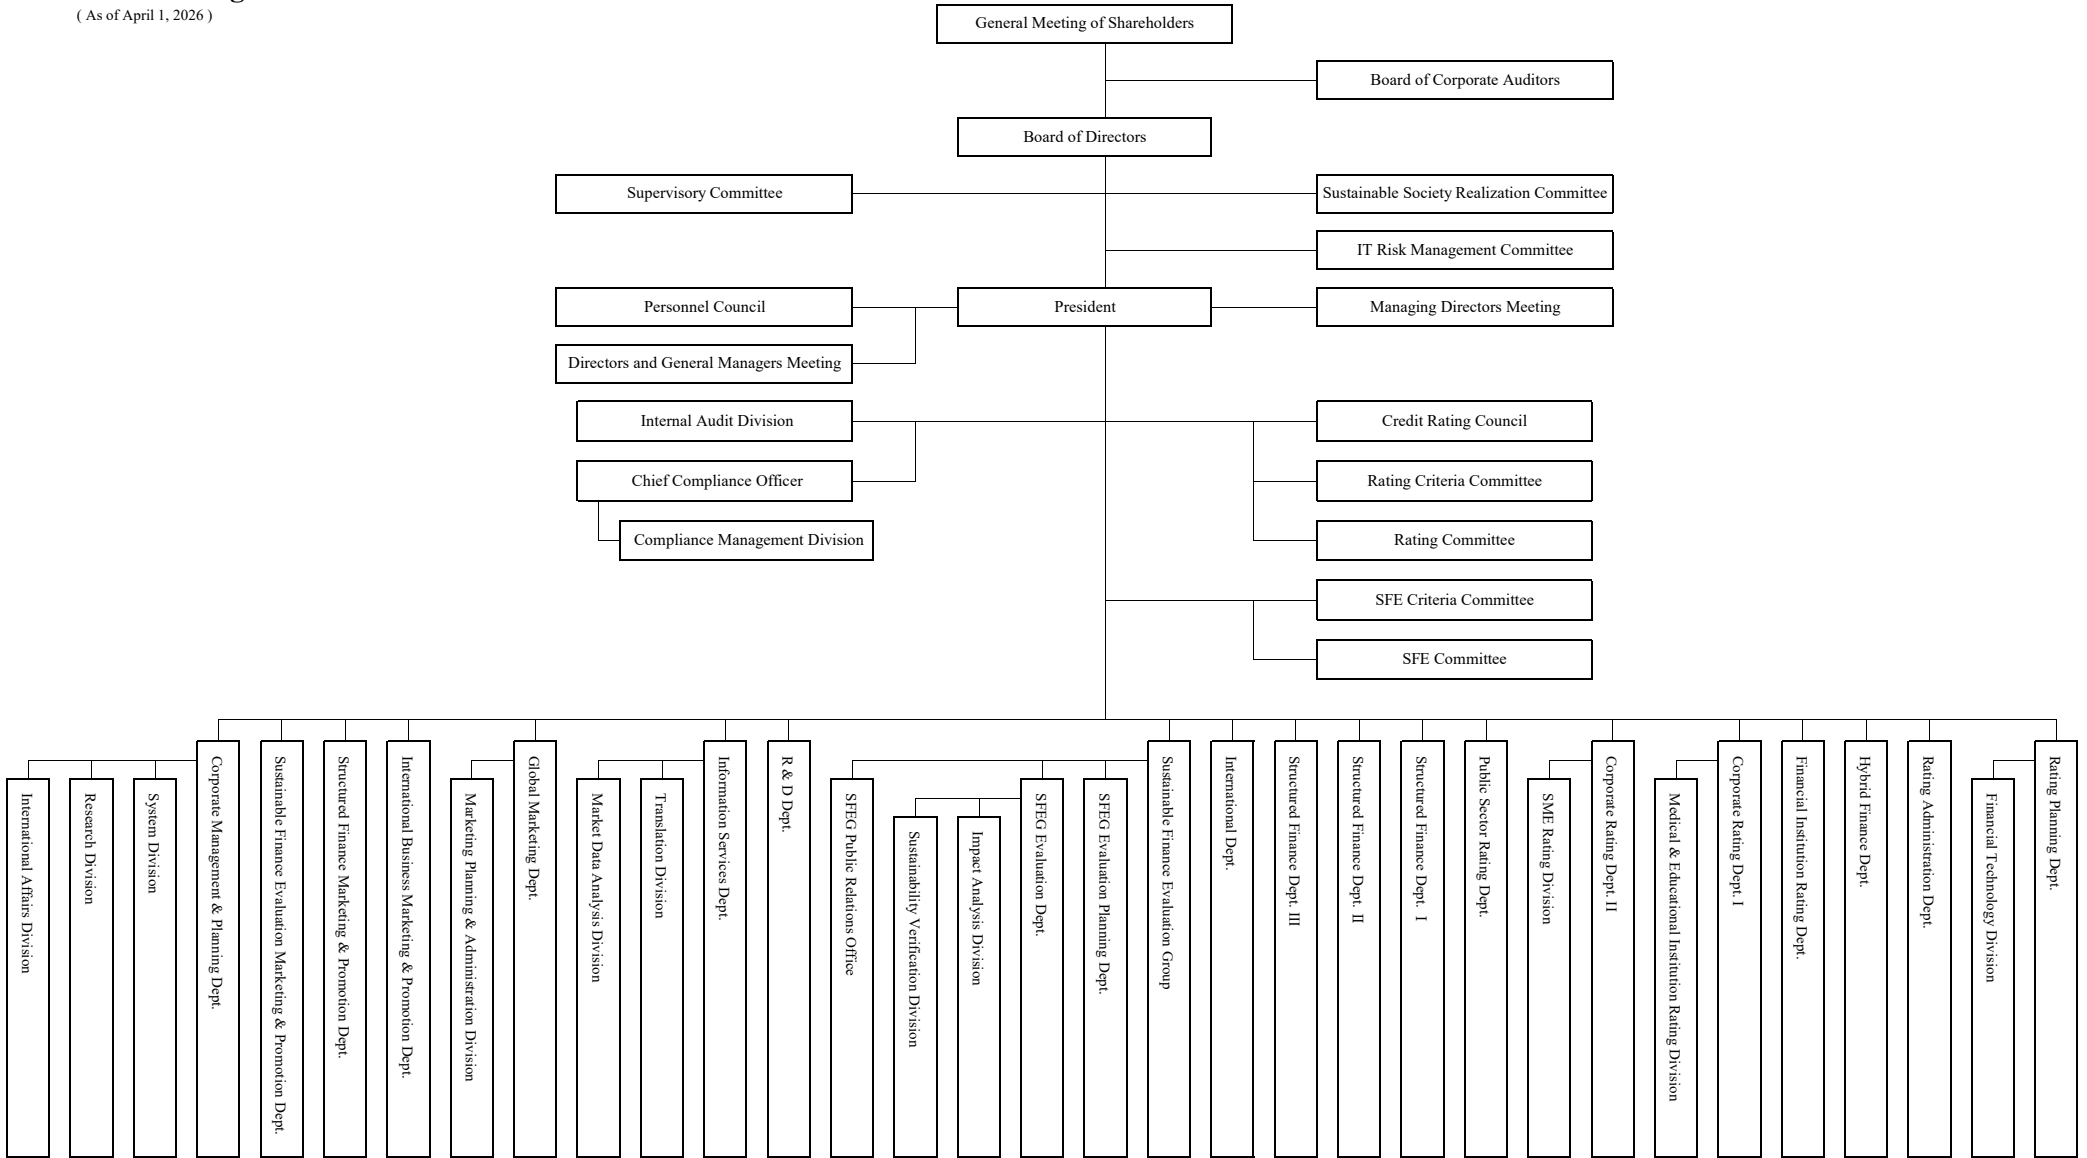 ( As of April 1, 2026 )
General Meeting of Shareholders
Board of Corporate Auditors
Board of Directors
Supervisory Committee
Sustainable Society Realization Committee
IT Risk Management Committee
Personnel Council
President
Managing Directors Meeting
Directors and General Managers Meeting
Internal Audit Division
Credit Rating Council
Chief Compliance Officer
Rating Criteria Committee
Compliance Management Division
Rating Committee
SFE Criteria Committee
SFE Committee
International Affairs Division
Research Division
System Division
Corporate Management & Planning Dept.
Sustainable Finance Evaluation Marketing & Promotion Dept.
Structured Finance Marketing & Promotion Dept.
International Business Marketing & Promotion Dept.
Marketing Planning & Administration Division
Global Marketing Dept.
Market Data Analysis Division
Translation Division
Information Services Dept.
R & D Dept.
SFEG Public Relations Office
Sustainability Verification Division
Impact Analysis Division
SFEG Evaluation Dept.
SFEG Evaluation Planning Dept.
Sustainable Finance Evaluation Group
International Dept.
Structured Finance Dept. III
Structured Finance Dept. II
Structured Finance Dept. I
Public Sector Rating Dept.
SME Rating Division
Corporate Rating Dept. II
Medical & Educational Institution Rating Division
Corporate Rating Dept. I
Financial Institution Rating Dept.
Hybrid Finance Dept.
Rating Administration Dept.
Financial Technology Division
Rating Planning Dept.